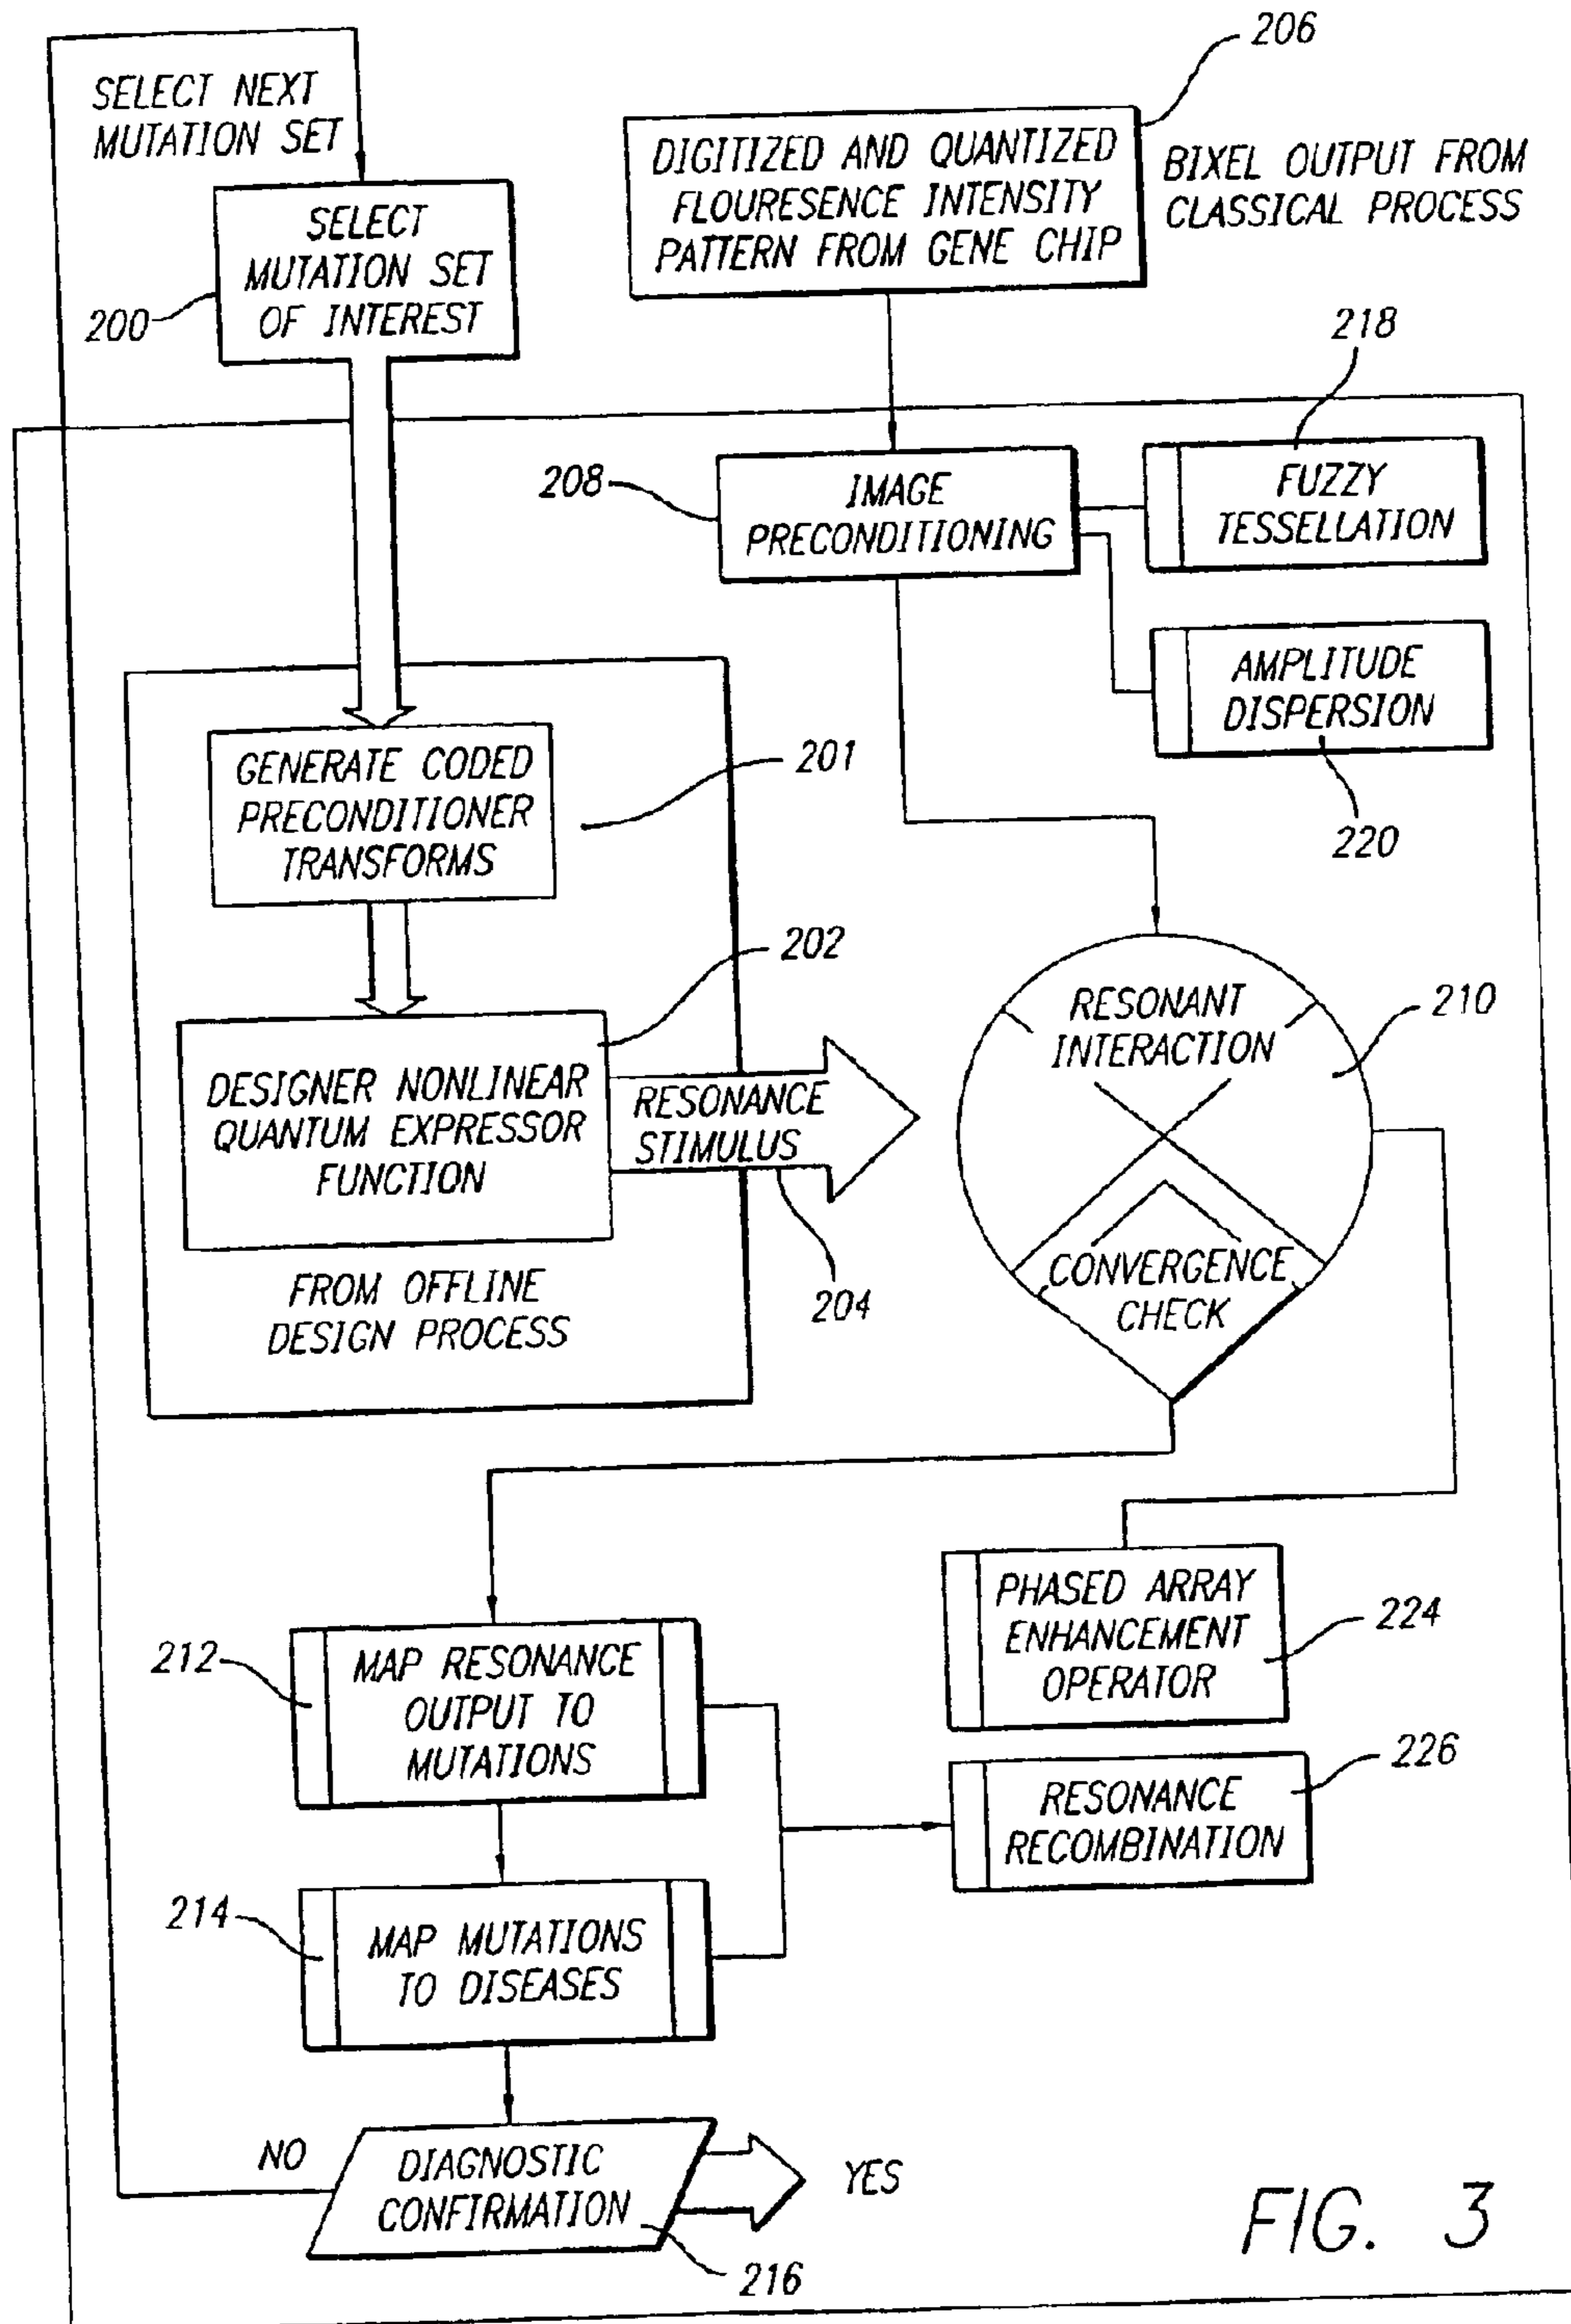 206
SELECT NEXT
MUTATION SET
DIGITIZED AND QUANTIZED
FLOURESENCE INTENSITY
PATTERN FROM GENE CHIP
BIXEL OUTPUT FROM
CLASSICAL PROCESS
SELECT
MUTATION SET
OF INTEREST
200
218
208
IMAGE
PRECONDITIONING
FUZZY
TESSELLATION
AMPLITUDE
DISPERSION
220
GENERATE CODED
PRECONDITIONER
TRANSFORMS
201
202
DESIGNER NONLINEAR
QUANTUM EXPRESSOR
FUNCTION
RESONANCE
STIMULUS
204
RESONANT
INTERACTION
210
CONVERGENCE
CHECK
FROM OFFLINE
DESIGN PROCESS
PHASED ARRAY
ENHANCEMENT
OPERATOR
224
212
MAP RESONANCE
OUTPUT TO
MUTATIONS
226
RESONANCE
RECOMBINATION
214
MAP MUTATIONS
TO DISEASES
NO
DIAGNOSTIC
CONFIRMATION
YES
216
FIG. 3